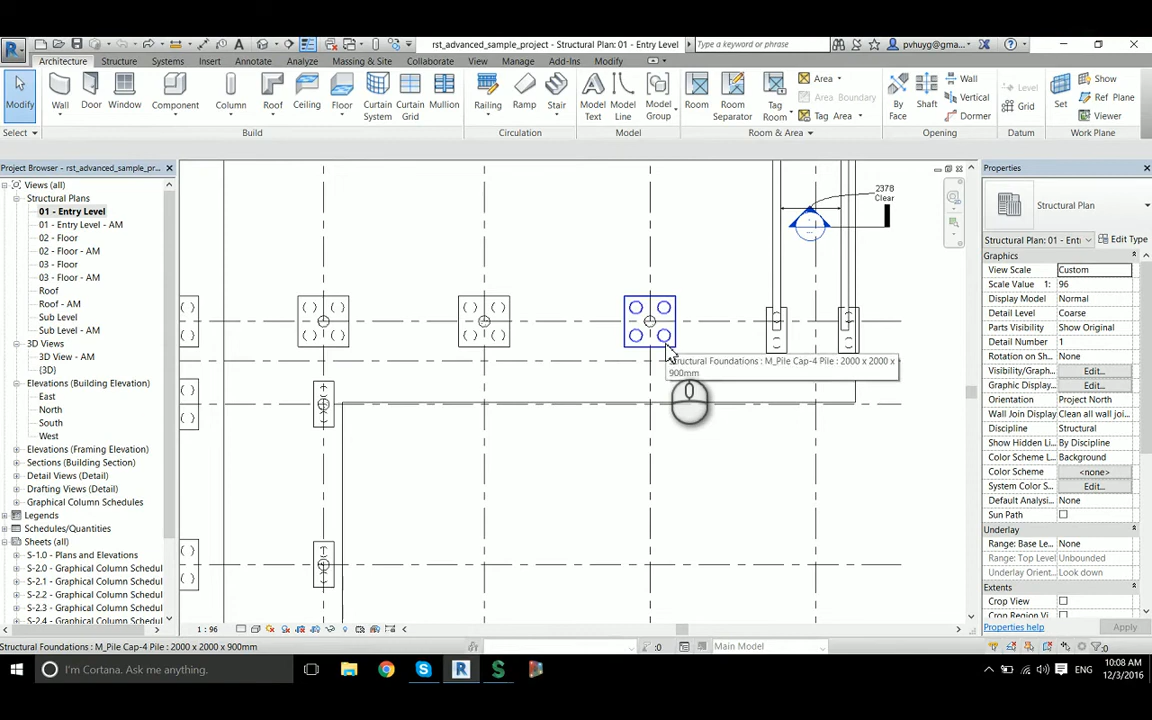 rst_advanced_sample_project - Structural Plan: 01 - Entry Level
Type a keyword or phrase
pvhuyg@gma...
Architecture Structure Systems Insert Annotate Analyze Massing & Site Collaborate View Manage Add-Ins Modify
Modify
Wall
Door
Window
Component
Column
Roof
Ceiling
Floor
Curtain System
Curtain Grid
Mullion
Railing
Ramp
Stair
Model Text
Model Line
Model Group
Room
Room Separator
Tag Room
Area
Area Boundary
Tag Area
By Face
Shaft
Wall
Vertical
Dormer
Level
Grid
Set
Show
Ref Plane
Viewer
Select
Build
Circulation
Model
Room & Area
Opening
Datum
Work Plane
Project Browser - rst_advanced_sample_pr...
Views (all)
Structural Plans
01 - Entry Level
01 - Entry Level - AM
02 - Floor
02 - Floor - AM
03 - Floor
03 - Floor - AM
Roof
Roof - AM
Sub Level
Sub Level - AM
3D Views
3D View - AM
{3D}
Elevations (Building Elevation)
East
North
South
West
Elevations (Framing Elevation)
Sections (Building Section)
Detail Views (Detail)
Drafting Views (Detail)
Graphical Column Schedules
Legends
Schedules/Quantities
Sheets (all)
S-1.0 - Plans and Elevations
S-2.0 - Graphical Column Schedul
S-2.1 - Graphical Column Schedul
S-2.2 - Graphical Column Schedul
S-2.3 - Graphical Column Schedul
S-2.4 - Graphical Column Schedul
2378
Clear
Structural Foundations : M_Pile Cap-4 Pile : 2000 x 2000 x
900mm
Properties
Structural Plan
Structural Plan: 01 - Ent
Edit Type
Graphics
View Scale Custom
Scale Value 1: 96
Display Model Normal
Detail Level Coarse
Parts Visibility Show Original
Detail Number 1
Rotation on She... None
Visibility/Graph... Edit...
Graphic Display... Edit...
Orientation Project North
Wall Join Display Clean all wall joi...
Discipline Structural
Show Hidden Li... By Discipline
Color Scheme L... Background
Color Scheme <none>
System Color S... Edit...
Default Analysi... None
Sun Path
Underlay
Range: Base Le... None
Range: Top Level Unbounded
Underlay Orient... Look down
Extents
Crop View
Crop Region Vi
Properties help
Apply
1 : 96
Structural Foundations : M_Pile Cap-4 Pile : 2000 x 2000 x 900mm
:0
Main Model
:0
I'm Cortana. Ask me anything.
ENG
10:08 AM
12/3/2016